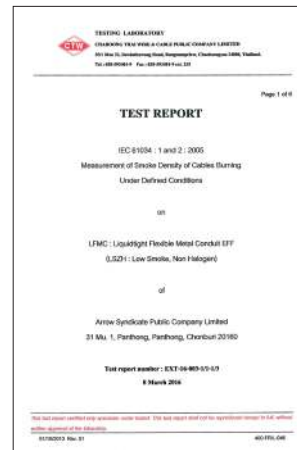 CTW
TESTING LABORATORY
CHAROONG THAI WIRE & CABLE PUBLIC COMPANY LIMITED
Page 1 of 6
TEST REPORT
IEC 61034 : 1 and 2 : 2005
Measurement of Smoke Density of Cables Burning
Under Defined Conditions
on
LFMC : Liquidtight Flexible Metal Conduit EFF
(LSZH : Low Smoke, Non Halogen)
of
Arrow Syndicate Public Company Limited
31 Mu. 1, Panthong, Panthong, Chonburi 20160
Test report number : EXT-16-003-1/1-1/3
8 March 2016